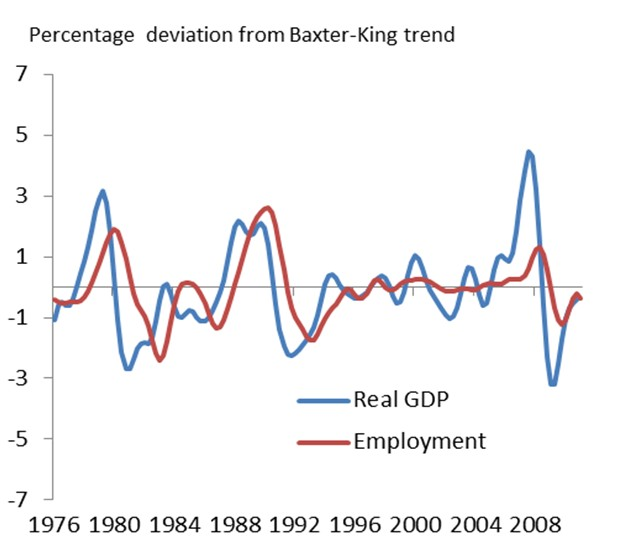 Percentage deviation from Baxter-King trend
7
5
3
1
-1
-3
-5
-7
Real GDP
Employment
1976 1980 1984 1988 1992 1996 2000 2004 2008